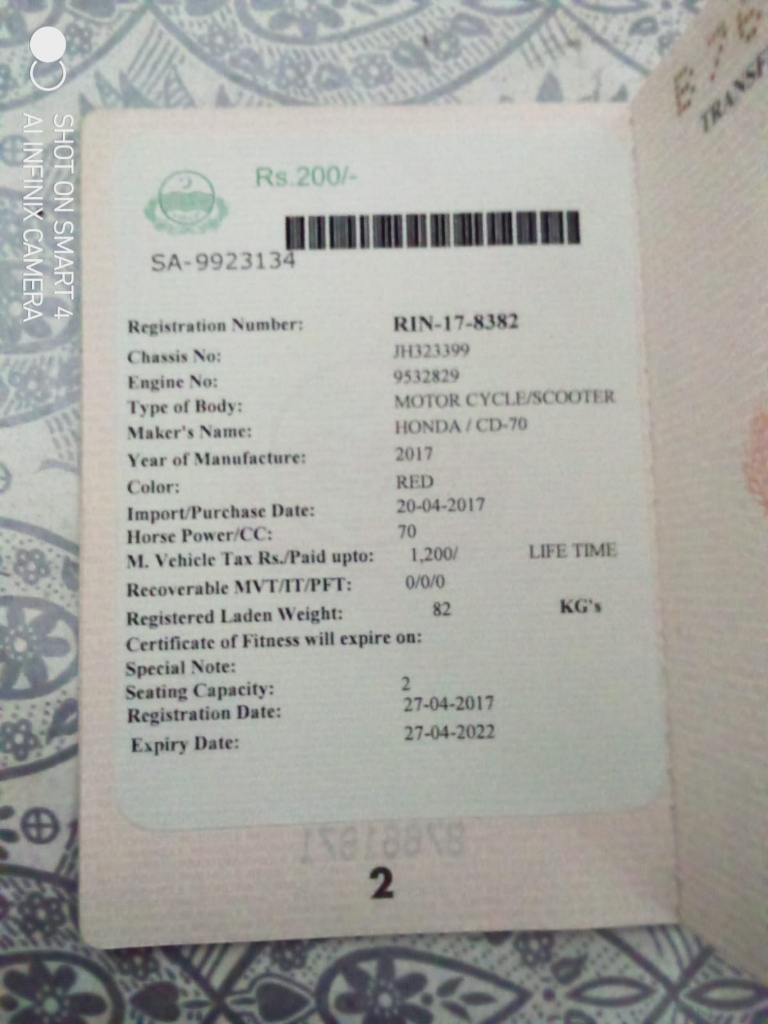 Rs.200/-
SA-9923134
Registration Number: RIN-17-8382
Chassis No: JH323399
Engine No: 9532829
Type of Body: MOTOR CYCLE/SCOOTER
Maker's Name: HONDA / CD-70
Year of Manufacture: 2017
Color: RED
Import/Purchase Date: 20-04-2017
Horse Power/CC: 70
M. Vehicle Tax Rs./Paid upto: 1,200/ LIFE TIME
Recoverable MVT/IT/PFT: 0/0/0
Registered Laden Weight: 82 KG's
Certificate of Fitness will expire on:
Special Note:
Seating Capacity: 2
Registration Date: 27-04-2017
Expiry Date: 27-04-2022
2
SHOT ON SMART 4
AI INFINIX CAMERA